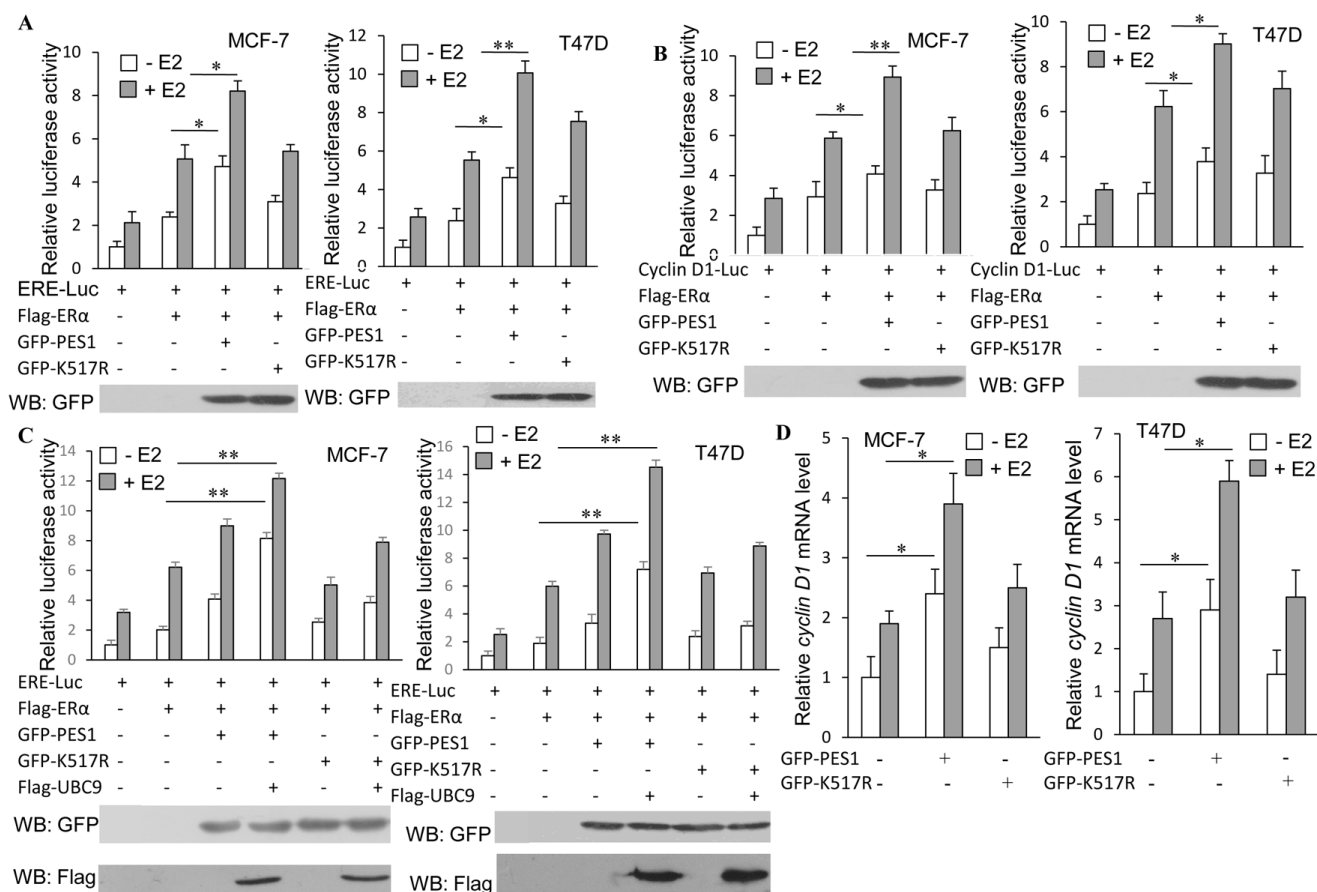 A
MCF-7
- E2
+ E2
Relative luciferase activity
10
8
6
4
2
0
*
*
ERE-Luc + + + +
Flag-ERα - + + +
GFP-PES1 - - + -
GFP-K517R - - - +
WB: GFP
T47D
- E2
+ E2
Relative luciferase activity
12
10
8
6
4
2
0
*
**
ERE-Luc + + + +
Flag-ERα - + + +
GFP-PES1 - - + -
GFP-K517R - - - +
WB: GFP
B
MCF-7
- E2
+ E2
Relative luciferase activity
10
8
6
4
2
0
*
**
Cyclin D1-Luc + + + +
Flag-ERα - + + +
GFP-PES1 - - + -
GFP-K517R - - - +
WB: GFP
T47D
- E2
+ E2
Relative luciferase activity
10
8
6
4
2
0
*
*
Cyclin D1-Luc + + + +
Flag-ERα - + + +
GFP-PES1 - - + -
GFP-K517R - - - +
WB: GFP
C
MCF-7
- E2
+ E2
Relative luciferase activity
14
12
10
8
6
4
2
0
**
**
ERE-Luc + + + + + +
Flag-ERα - + + + + +
GFP-PES1 - - + + - -
GFP-K517R - - - - + +
Flag-UBC9 - - - + - +
WB: GFP
WB: Flag
T47D
- E2
+ E2
Relative luciferase activity
16
14
12
10
8
6
4
2
0
**
**
ERE-Luc + + + + + +
Flag-ERα - + + + + +
GFP-PES1 - - + + - -
GFP-K517R - - - - + +
Flag-UBC9 - - - + - +
WB: GFP
WB: Flag
D
MCF-7
- E2
+ E2
Relative cyclin D1 mRNA level
5
4
3
2
1
0
*
*
GFP-PES1 - + -
GFP-K517R - - +
T47D
- E2
+ E2
Relative cyclin D1 mRNA level
7
6
5
4
3
2
1
0
*
*
GFP-PES1 - + -
GFP-K517R - - +